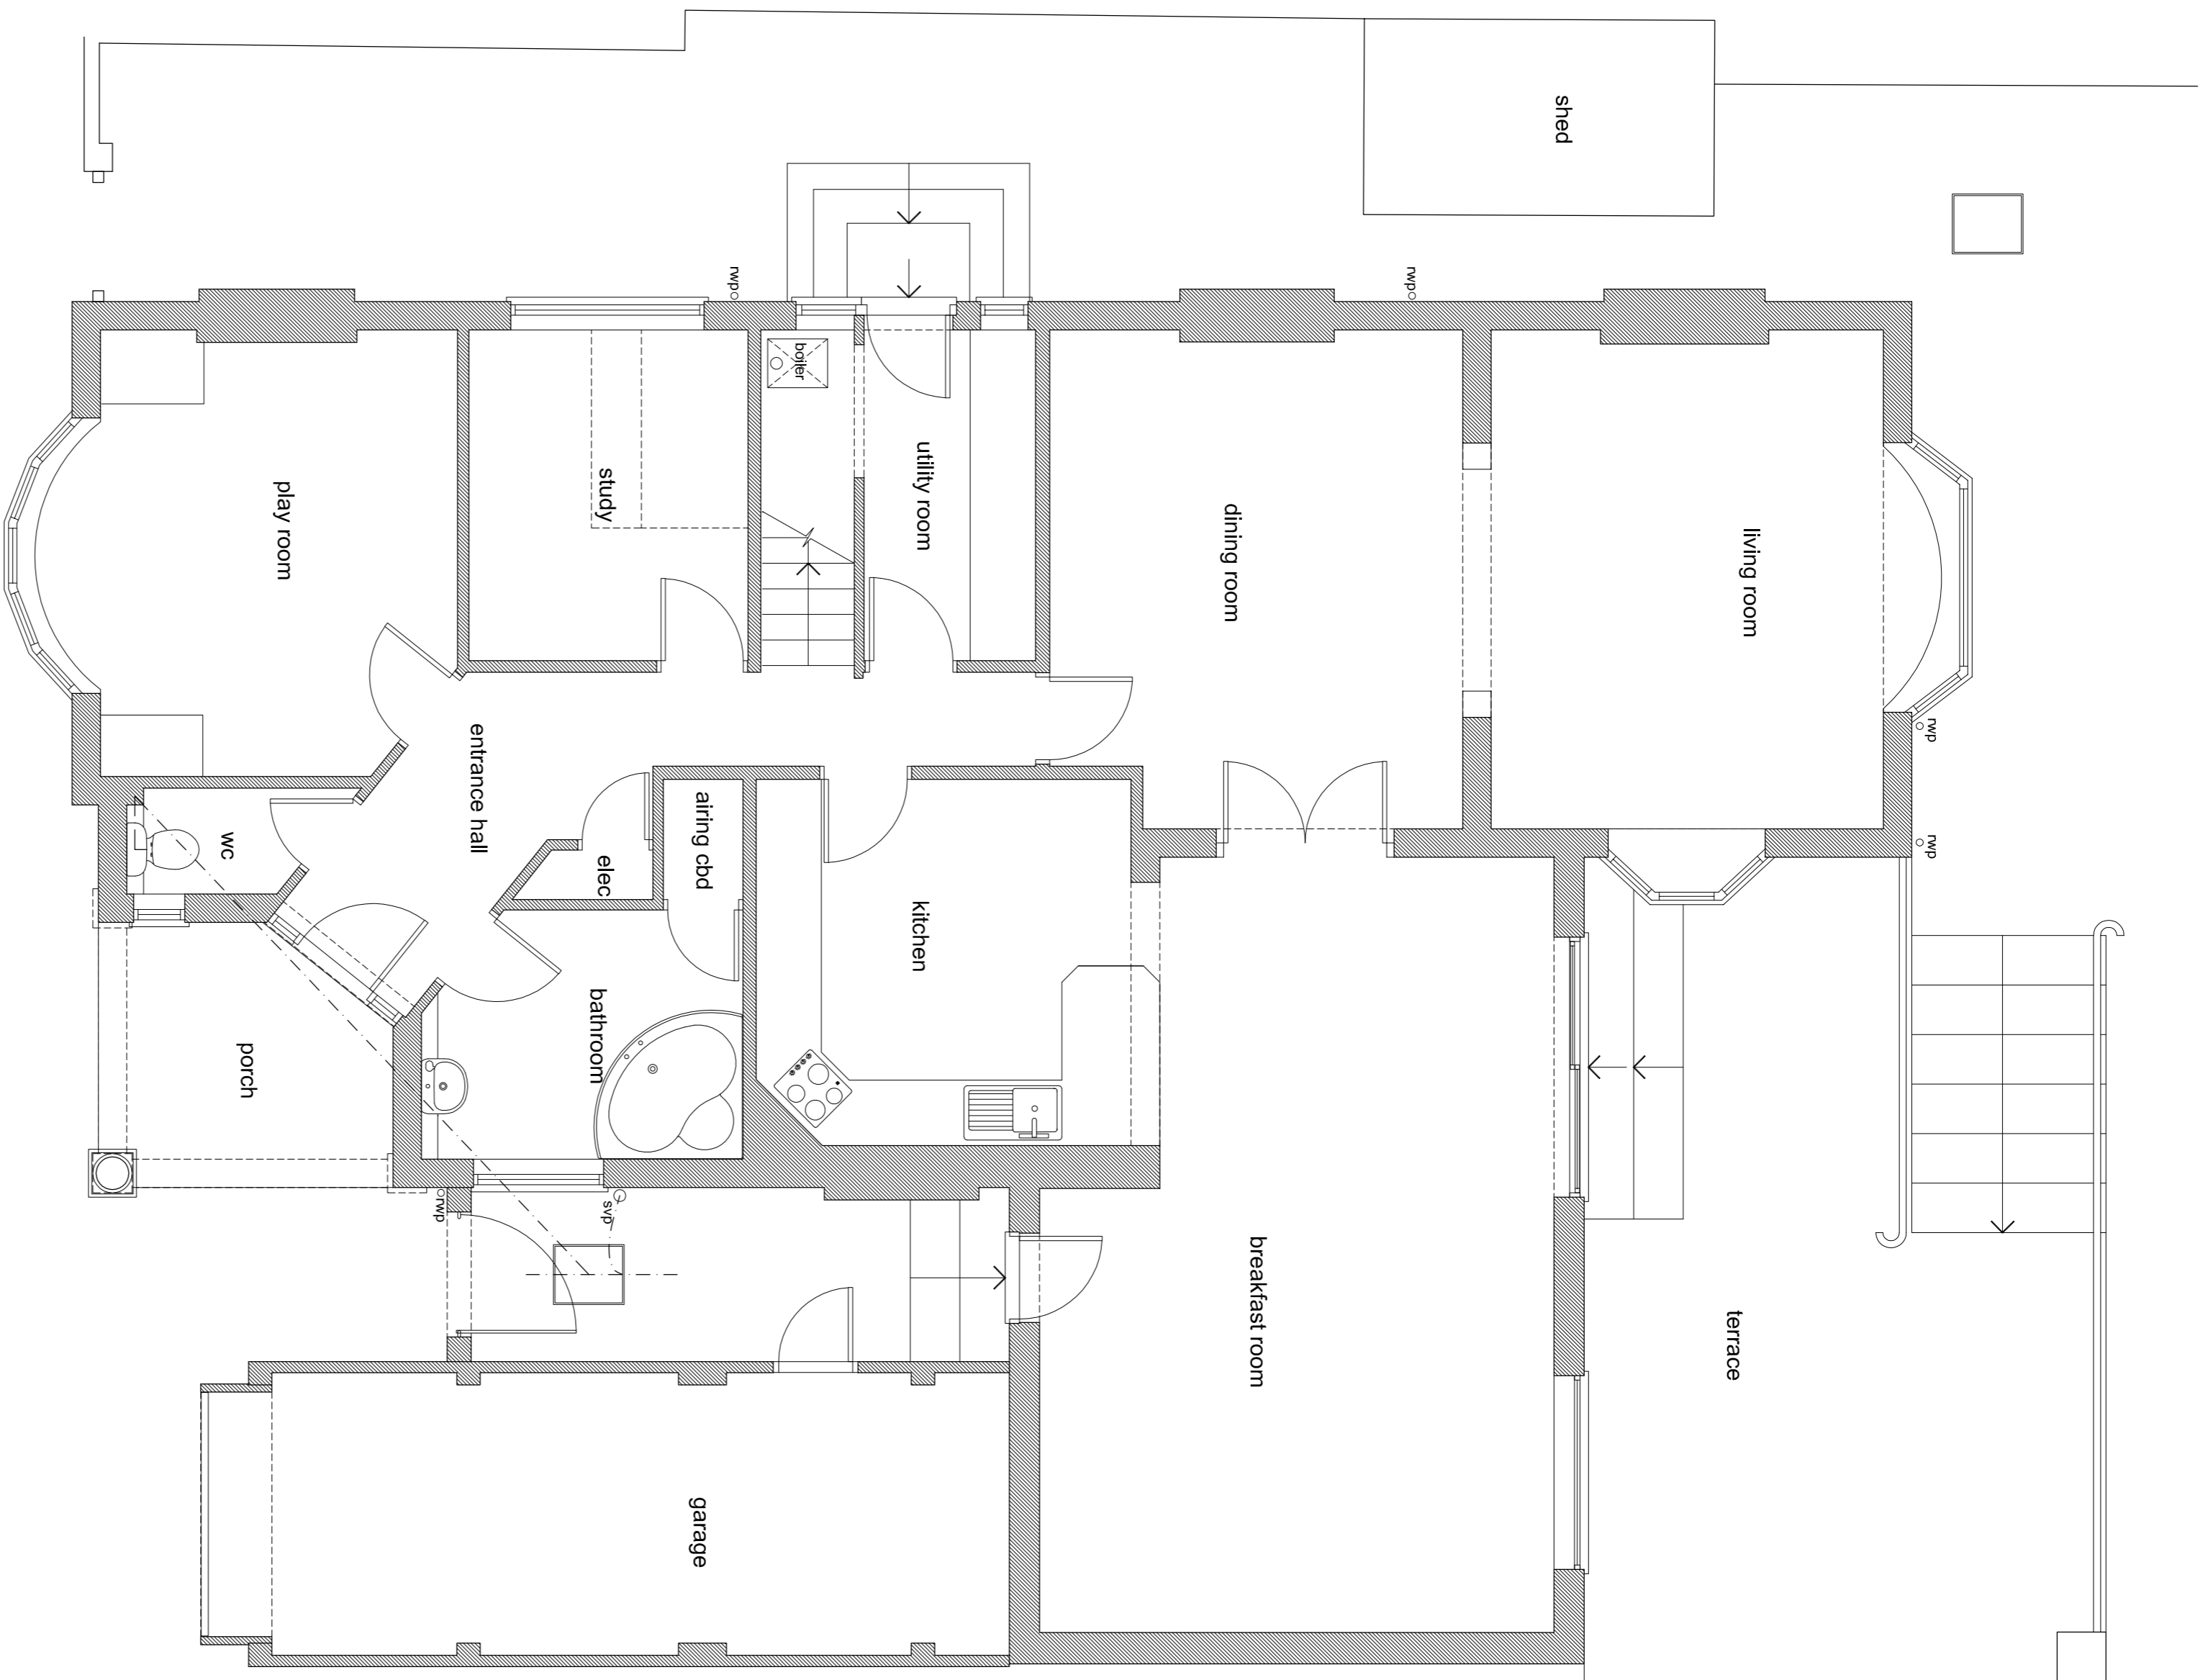 shed
rwp
rwp
boiler
utility room
study
play room
dining room
living room
rwp
rwp
entrance hall
airing cbd
elec
wc
kitchen
bathroom
porch
rwp
svp
breakfast room
terrace
garage